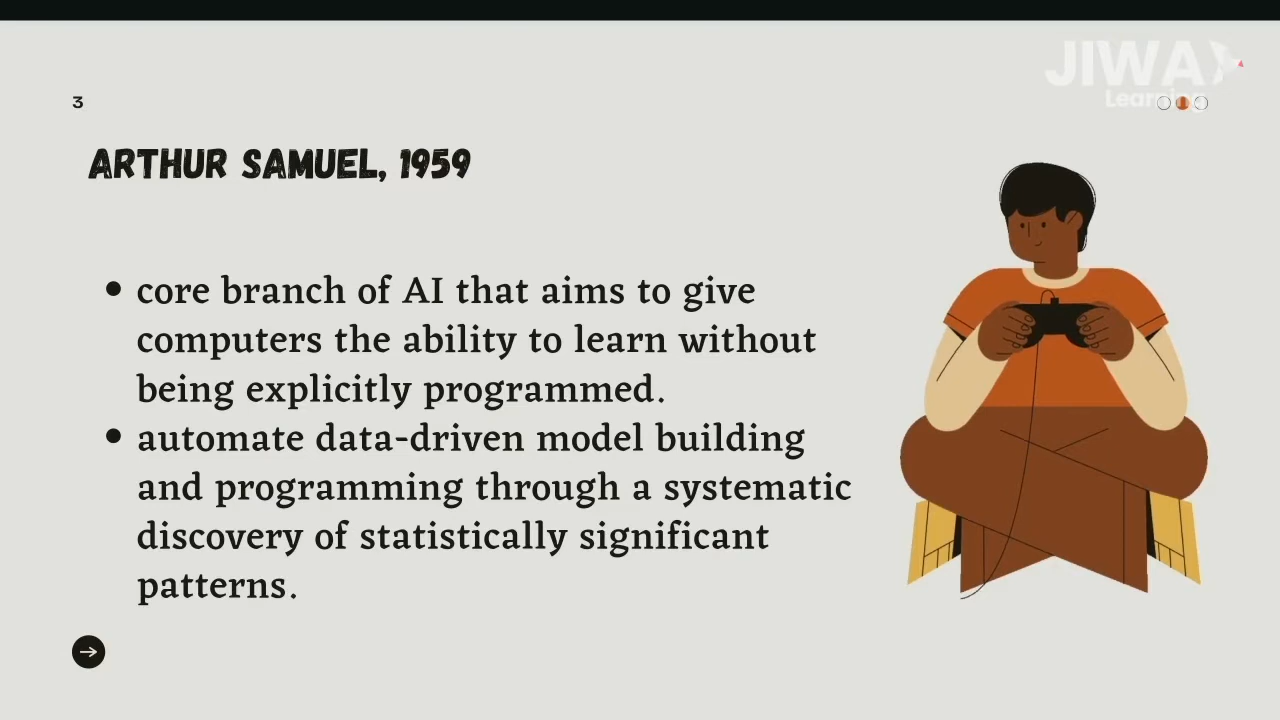 JIWA
Learning
3
ARTHUR SAMUEL, 1959
• core branch of AI that aims to give
computers the ability to learn without
being explicitly programmed.
• automate data-driven model building
and programming through a systematic
discovery of statistically significant
patterns.